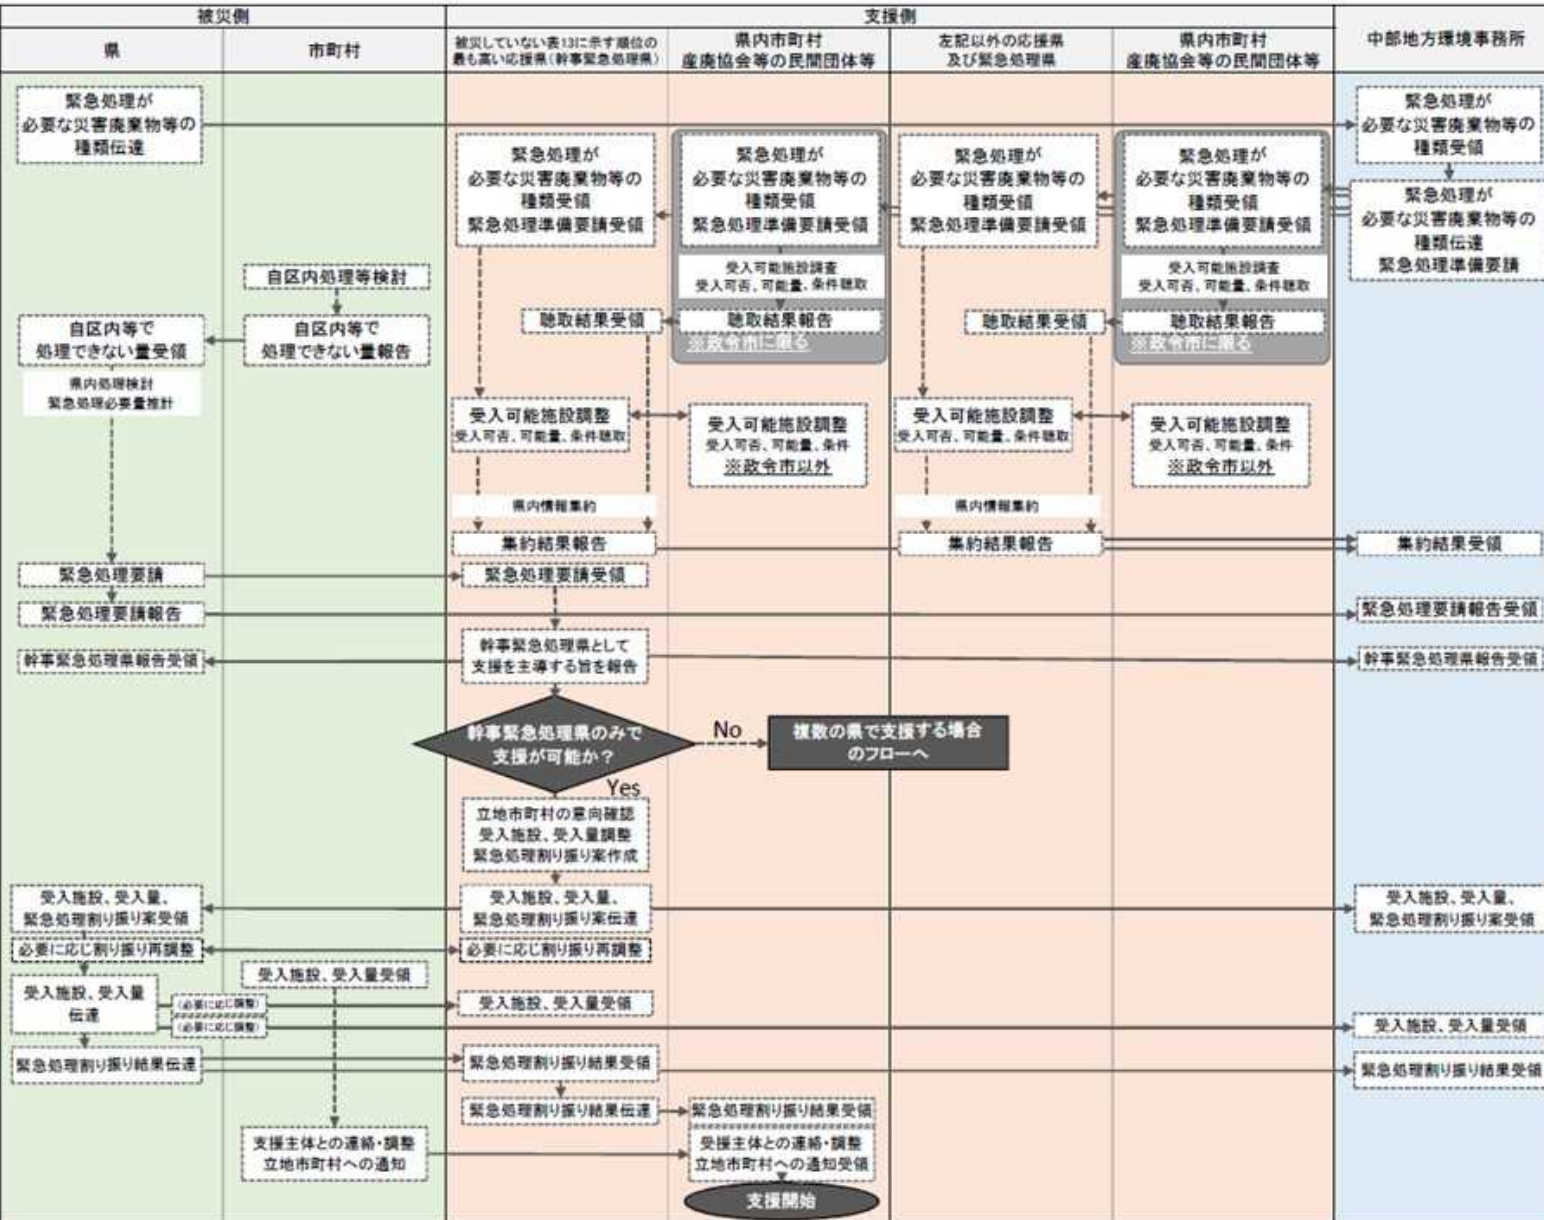 被災側
支援側
県
市町村
被災していない表13に示す順位の
最も高い応援県(幹事緊急処理県)
県内市町村
産廃協会等の民間団体等
左記以外の応援県
及び緊急処理県
県内市町村
産廃協会等の民間団体等
中部地方環境事務所
緊急処理が
必要な災害廃棄物等の
種類伝達
緊急処理が
必要な災害廃棄物等の
種類受領
緊急処理が
必要な災害廃棄物等の
種類受領
緊急処理準備要請受領
緊急処理が
必要な災害廃棄物等の
種類受領
緊急処理準備要請受領
緊急処理が
必要な災害廃棄物等の
種類受領
緊急処理準備要請受領
緊急処理が
必要な災害廃棄物等の
種類受領
緊急処理準備要請受領
緊急処理が
必要な災害廃棄物等の
種類伝達
緊急処理準備要請
自区内処理等検討
受入可能施設調査
受入可否、可能量、条件聴取
受入可能施設調査
受入可否、可能量、条件聴取
自区内等で
処理できない量受領
自区内等で
処理できない量報告
聴取結果受領
聴取結果報告
※政令市に限る
聴取結果受領
聴取結果報告
※政令市に限る
県内処理検討
緊急処理必要量推計
受入可能施設調整
受入可否、可能量、条件聴取
受入可能施設調整
受入可否、可能量、条件
※政令市以外
受入可能施設調整
受入可否、可能量、条件聴取
受入可能施設調整
受入可否、可能量、条件
※政令市以外
県内情報集約
県内情報集約
集約結果報告
集約結果報告
集約結果受領
緊急処理要請
緊急処理要請受領
緊急処理要請報告
緊急処理要請報告受領
幹事緊急処理県として
支援を主導する旨を報告
幹事緊急処理県報告受領
幹事緊急処理県報告受領
幹事緊急処理県のみで
支援が可能か？
No
複数の県で支援する場合
のフローへ
Yes
立地市町村の意向確認
受入施設、受入量調整
緊急処理割り振り案作成
受入施設、受入量、
緊急処理割り振り案受領
受入施設、受入量、
緊急処理割り振り案伝達
受入施設、受入量、
緊急処理割り振り案受領
必要に応じ割り振り再調整
必要に応じ割り振り再調整
受入施設、受入量受領
受入施設、受入量
伝達
(必要に応じ調整)
(必要に応じ調整)
受入施設、受入量受領
受入施設、受入量受領
緊急処理割り振り結果伝達
緊急処理割り振り結果受領
緊急処理割り振り結果受領
緊急処理割り振り結果伝達
緊急処理割り振り結果受領
支援主体との連絡・調整
立地市町村への通知
受援主体との連絡・調整
立地市町村への通知受領
支援開始